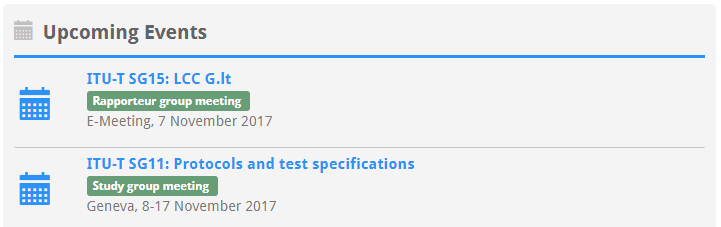 Upcoming Events
ITU-T SG15: LCC G.lt
Rapporteur group meeting
E-Meeting, 7 November 2017
ITU-T SG11: Protocols and test specifications
Study group meeting
Geneva, 8-17 November 2017